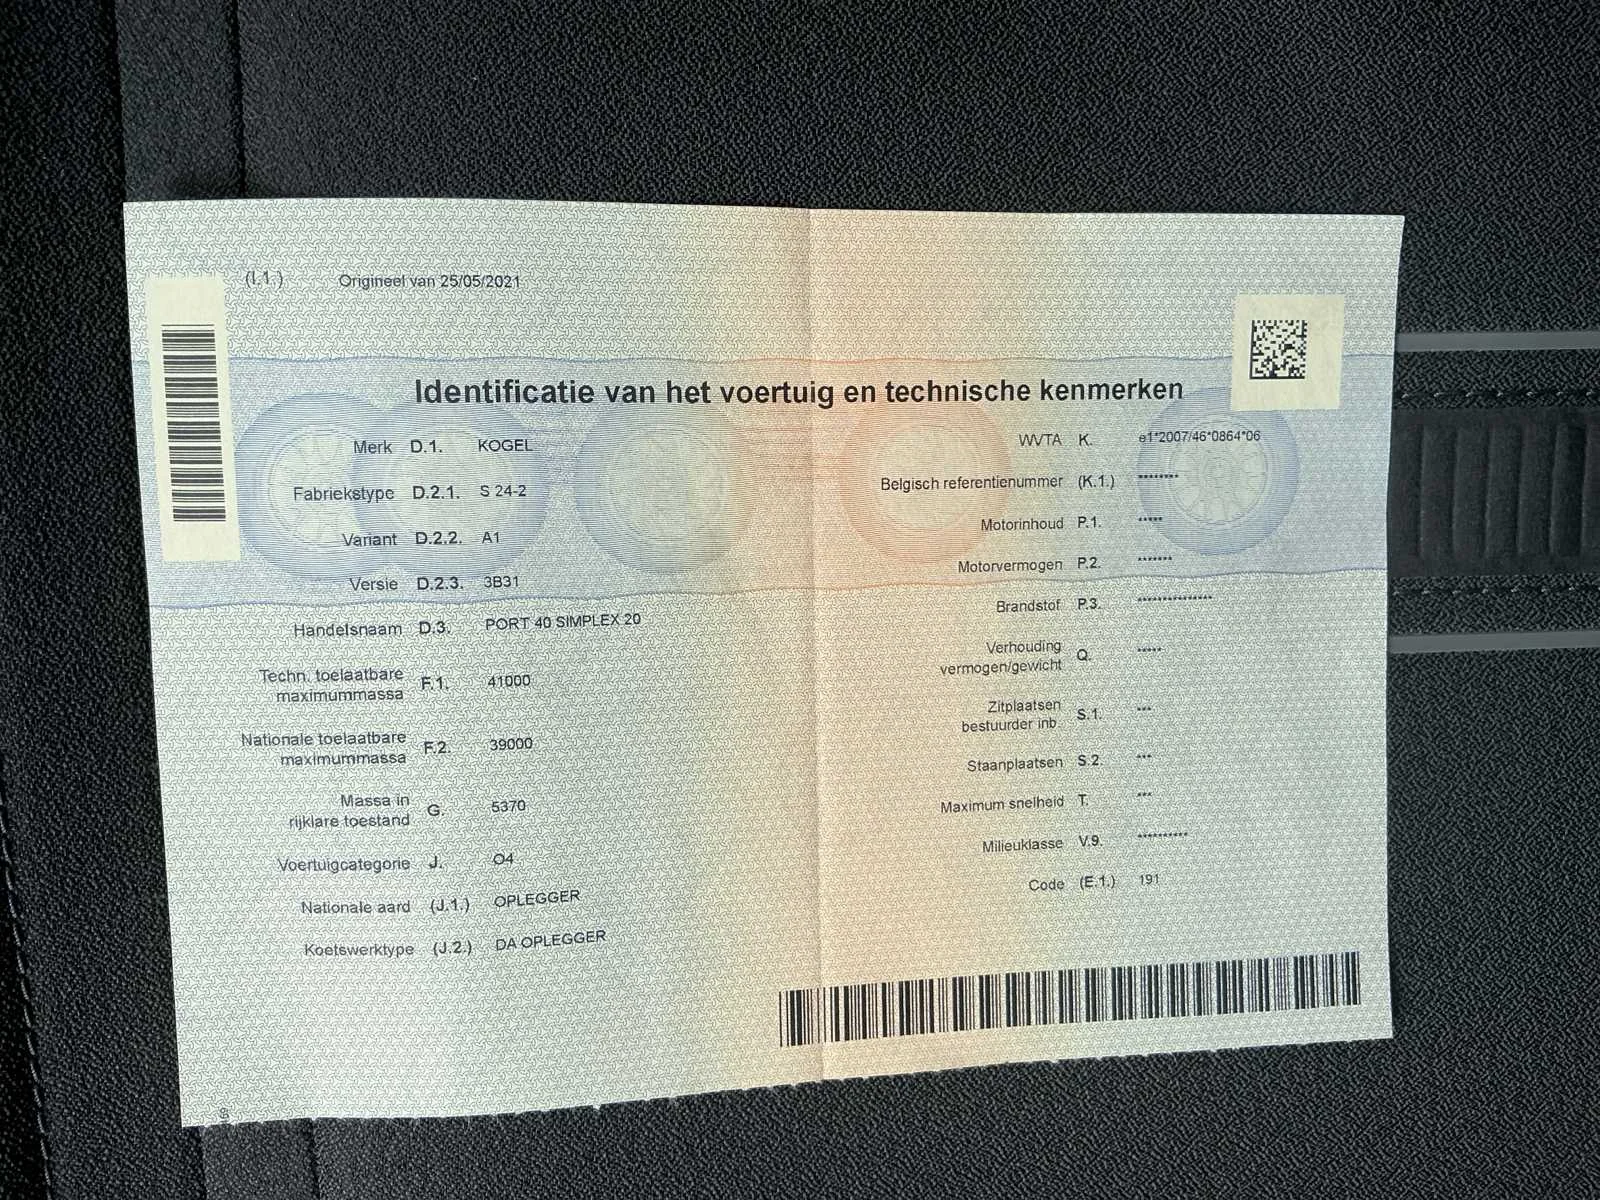 (I.1.) Origineel van 25/05/2021
Identificatie van het voertuig en technische kenmerken
Merk D.1. KOGEL
Fabriekstype D.2.1. S 24-2
Variant D.2.2. A1
Versie D.2.3. 3B31
Handelsnaam D.3. PORT 40 SIMPLEX 20
Techn. toelaatbare
maximummassa F.1. 41000
Nationale toelaatbare
maximummassa F.2. 39000
Massa in
rijklare toestand G. 5370
Voertuigcategorie J. O4
Nationale aard (J.1.) OPLEGGER
Koetswerktype (J.2.) DA OPLEGGER
WVTA K. e1*2007/46*0864*06
Belgisch referentienummer (K.1.) ********
Motorinhoud P.1. *****
Motorvermogen P.2. *******
Brandstof P.3. ***************
Verhouding
vermogen/gewicht Q. *****
Zitplaatsen
bestuurder inb. S.1. ***
Staanplaatsen S.2. ***
Maximum snelheid T. ***
Milieuklasse V.9. **********
Code (E.1.) 191